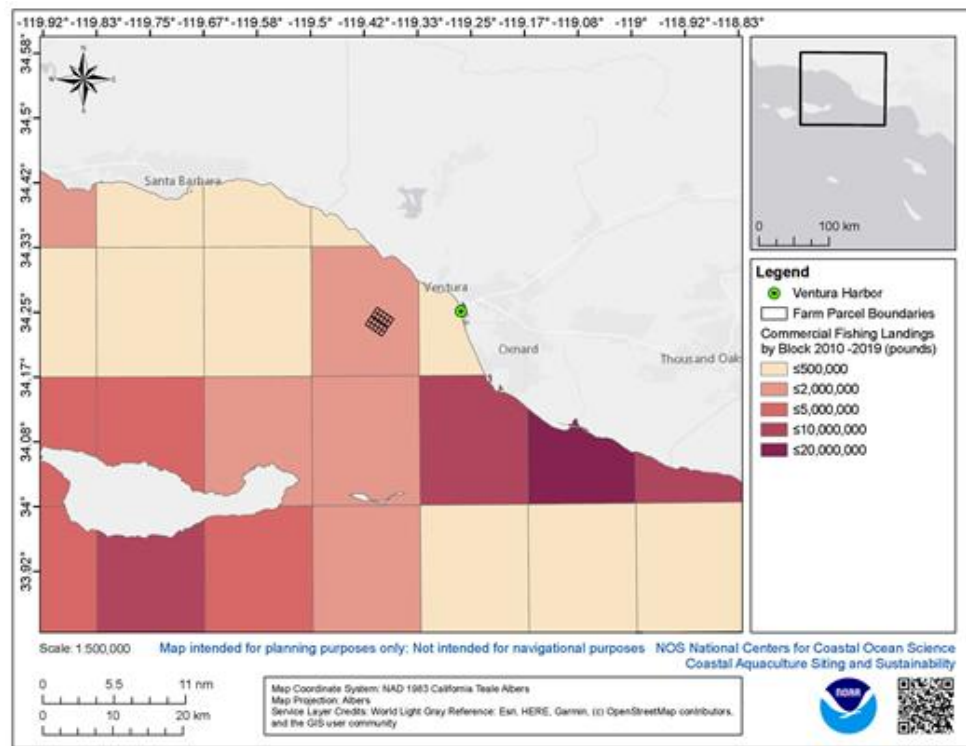 -119.92° -119.83° -119.75° -119.67° -119.58° -119.5° -119.42° -119.33° -119.25° -119.17° -119.08° -119° -118.92° -118.83°
34.58°
34.5°
34.42°
34.33°
34.25°
34.17°
34.08°
34°
33.92°
N
W
E
S
Santa Barbara
Ventura
Oxnard
Thousand Oak
0 100 km
Legend
Ventura Harbor
Farm Parcel Boundaries
Commercial Fishing Landings
by Block 2010 -2019 (pounds)
≤500,000
≤2,000,000
≤5,000,000
≤10,000,000
≤20,000,000
Scale: 1:500,000
Map intended for planning purposes only: Not intended for navigational purposes
NOS National Centers for Coastal Ocean Science
Coastal Aquaculture Siting and Sustainability
0 5.5 11 nm
0 10 20 km
Map Coordinate System: NAD 1983 California Teale Albers
Map Projection: Albers
Service Layer Credits: World Light Gray Reference: Esri, HERE, Garmin, (c) OpenStreetMap contributors,
and the GIS user community
NOAA